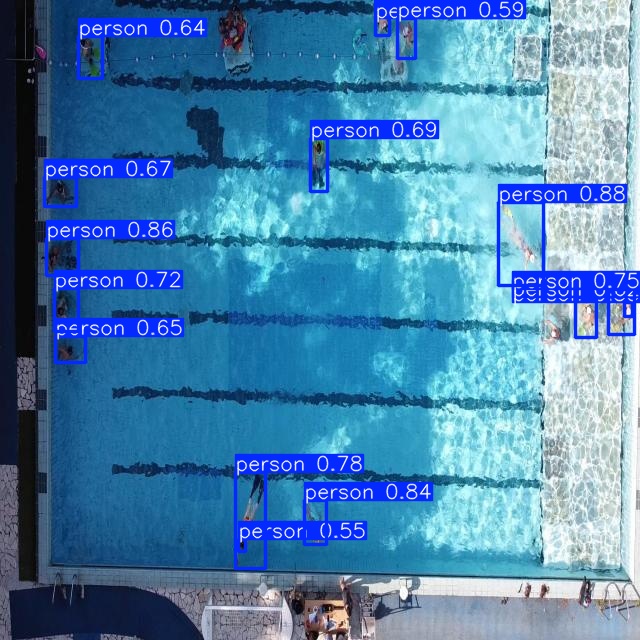 person 0.64
person 0.59
person 0.69
person 0.67
person 0.88
person 0.86
person 0.72
person 0.75
person 0.65
person 0.78
person 0.84
person 0.55